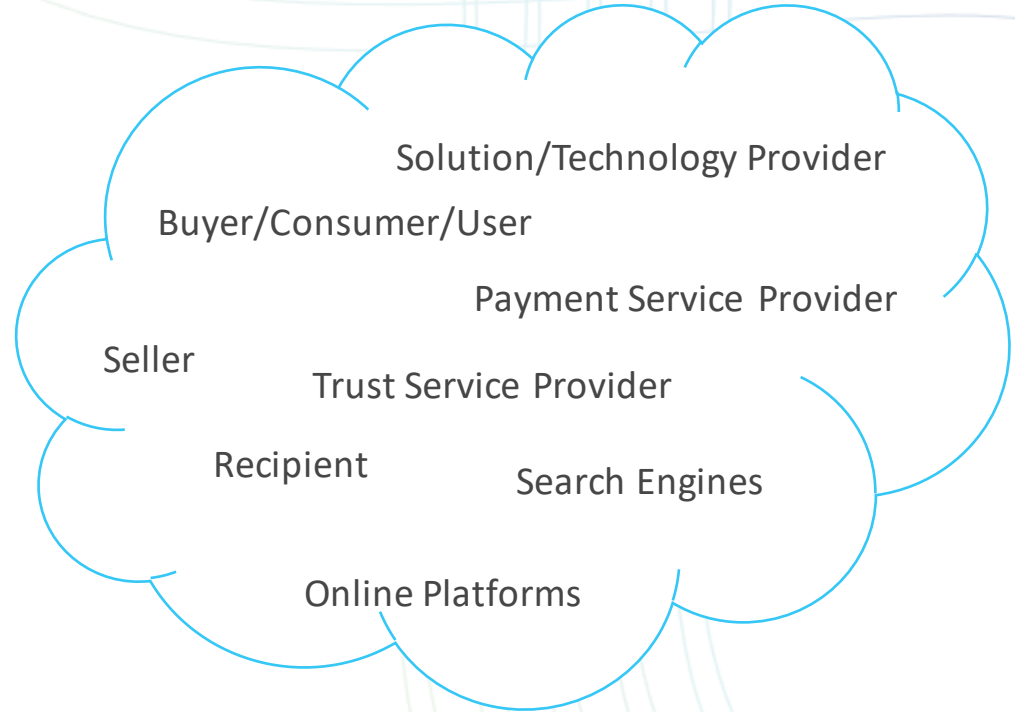 Solution/Technology Provider
Buyer/Consumer/User
Payment Service Provider
Seller
Trust Service Provider
Recipient
Search Engines
Online Platforms